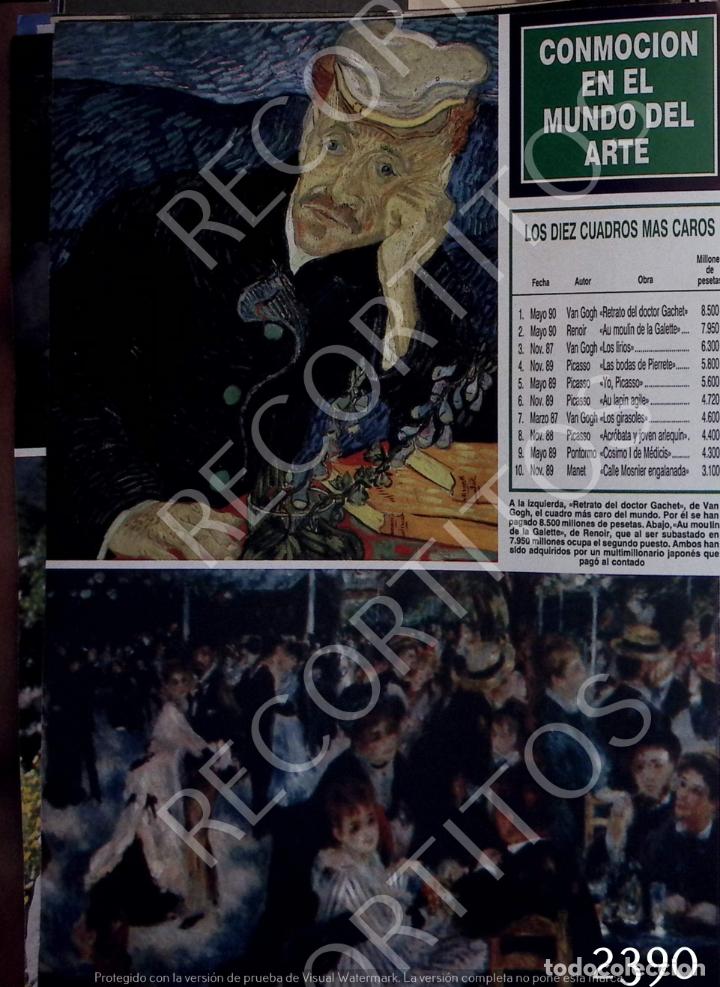 CONMOCION
EN EL
MUNDO DEL
ARTE
LOS DIEZ CUADROS MAS CAROS
Fecha Autor Obra Millone de peseta
1. Mayo 90 Van Gogh «Retrato del doctor Gachet» 8.500
2. Mayo 90 Renoir «Au moulin de la Galette».... 7.950
3. Nov. 87 Van Gogh «Los lirios»........................ 6.300
4. Nov. 89 Picasso «Las bodas de Pierrete»...... 5.800
5. Mayo 89 Picasso «Yo, Picasso»..................... 5.600
6. Nov. 89 Picasso «Au lapin agile»................... 4.720
7. Marzo 87 Van Gogh «Los girasoles».................. 4.600
8. Nov. 88 Picasso «Acróbata y joven arlequín». 4.400
9. Mayo 89 Pontormo «Cosimo I de Médicis»........ 4.300
10. Nov. 89 Manet «Calle Mosnier engalanada» 3.100
A la izquierda, «Retrato del doctor Gachet», de Van
Gogh, el cuadro más caro del mundo. Por él se han
pagado 8.500 millones de pesetas. Abajo, «Au moulin
de la Galette», de Renoir, que al ser subastado en
7.950 millones ocupa el segundo puesto. Ambos han
sido adquiridos por un multimillonario japonés que
pagó al contado
RECORTITOS
RECORTITOS
RECORTITOS
RECORTITOS
2390
Protegido con la versión de prueba de Visual Watermark. La versión completa no pone esta marca.
todocoleccion.net